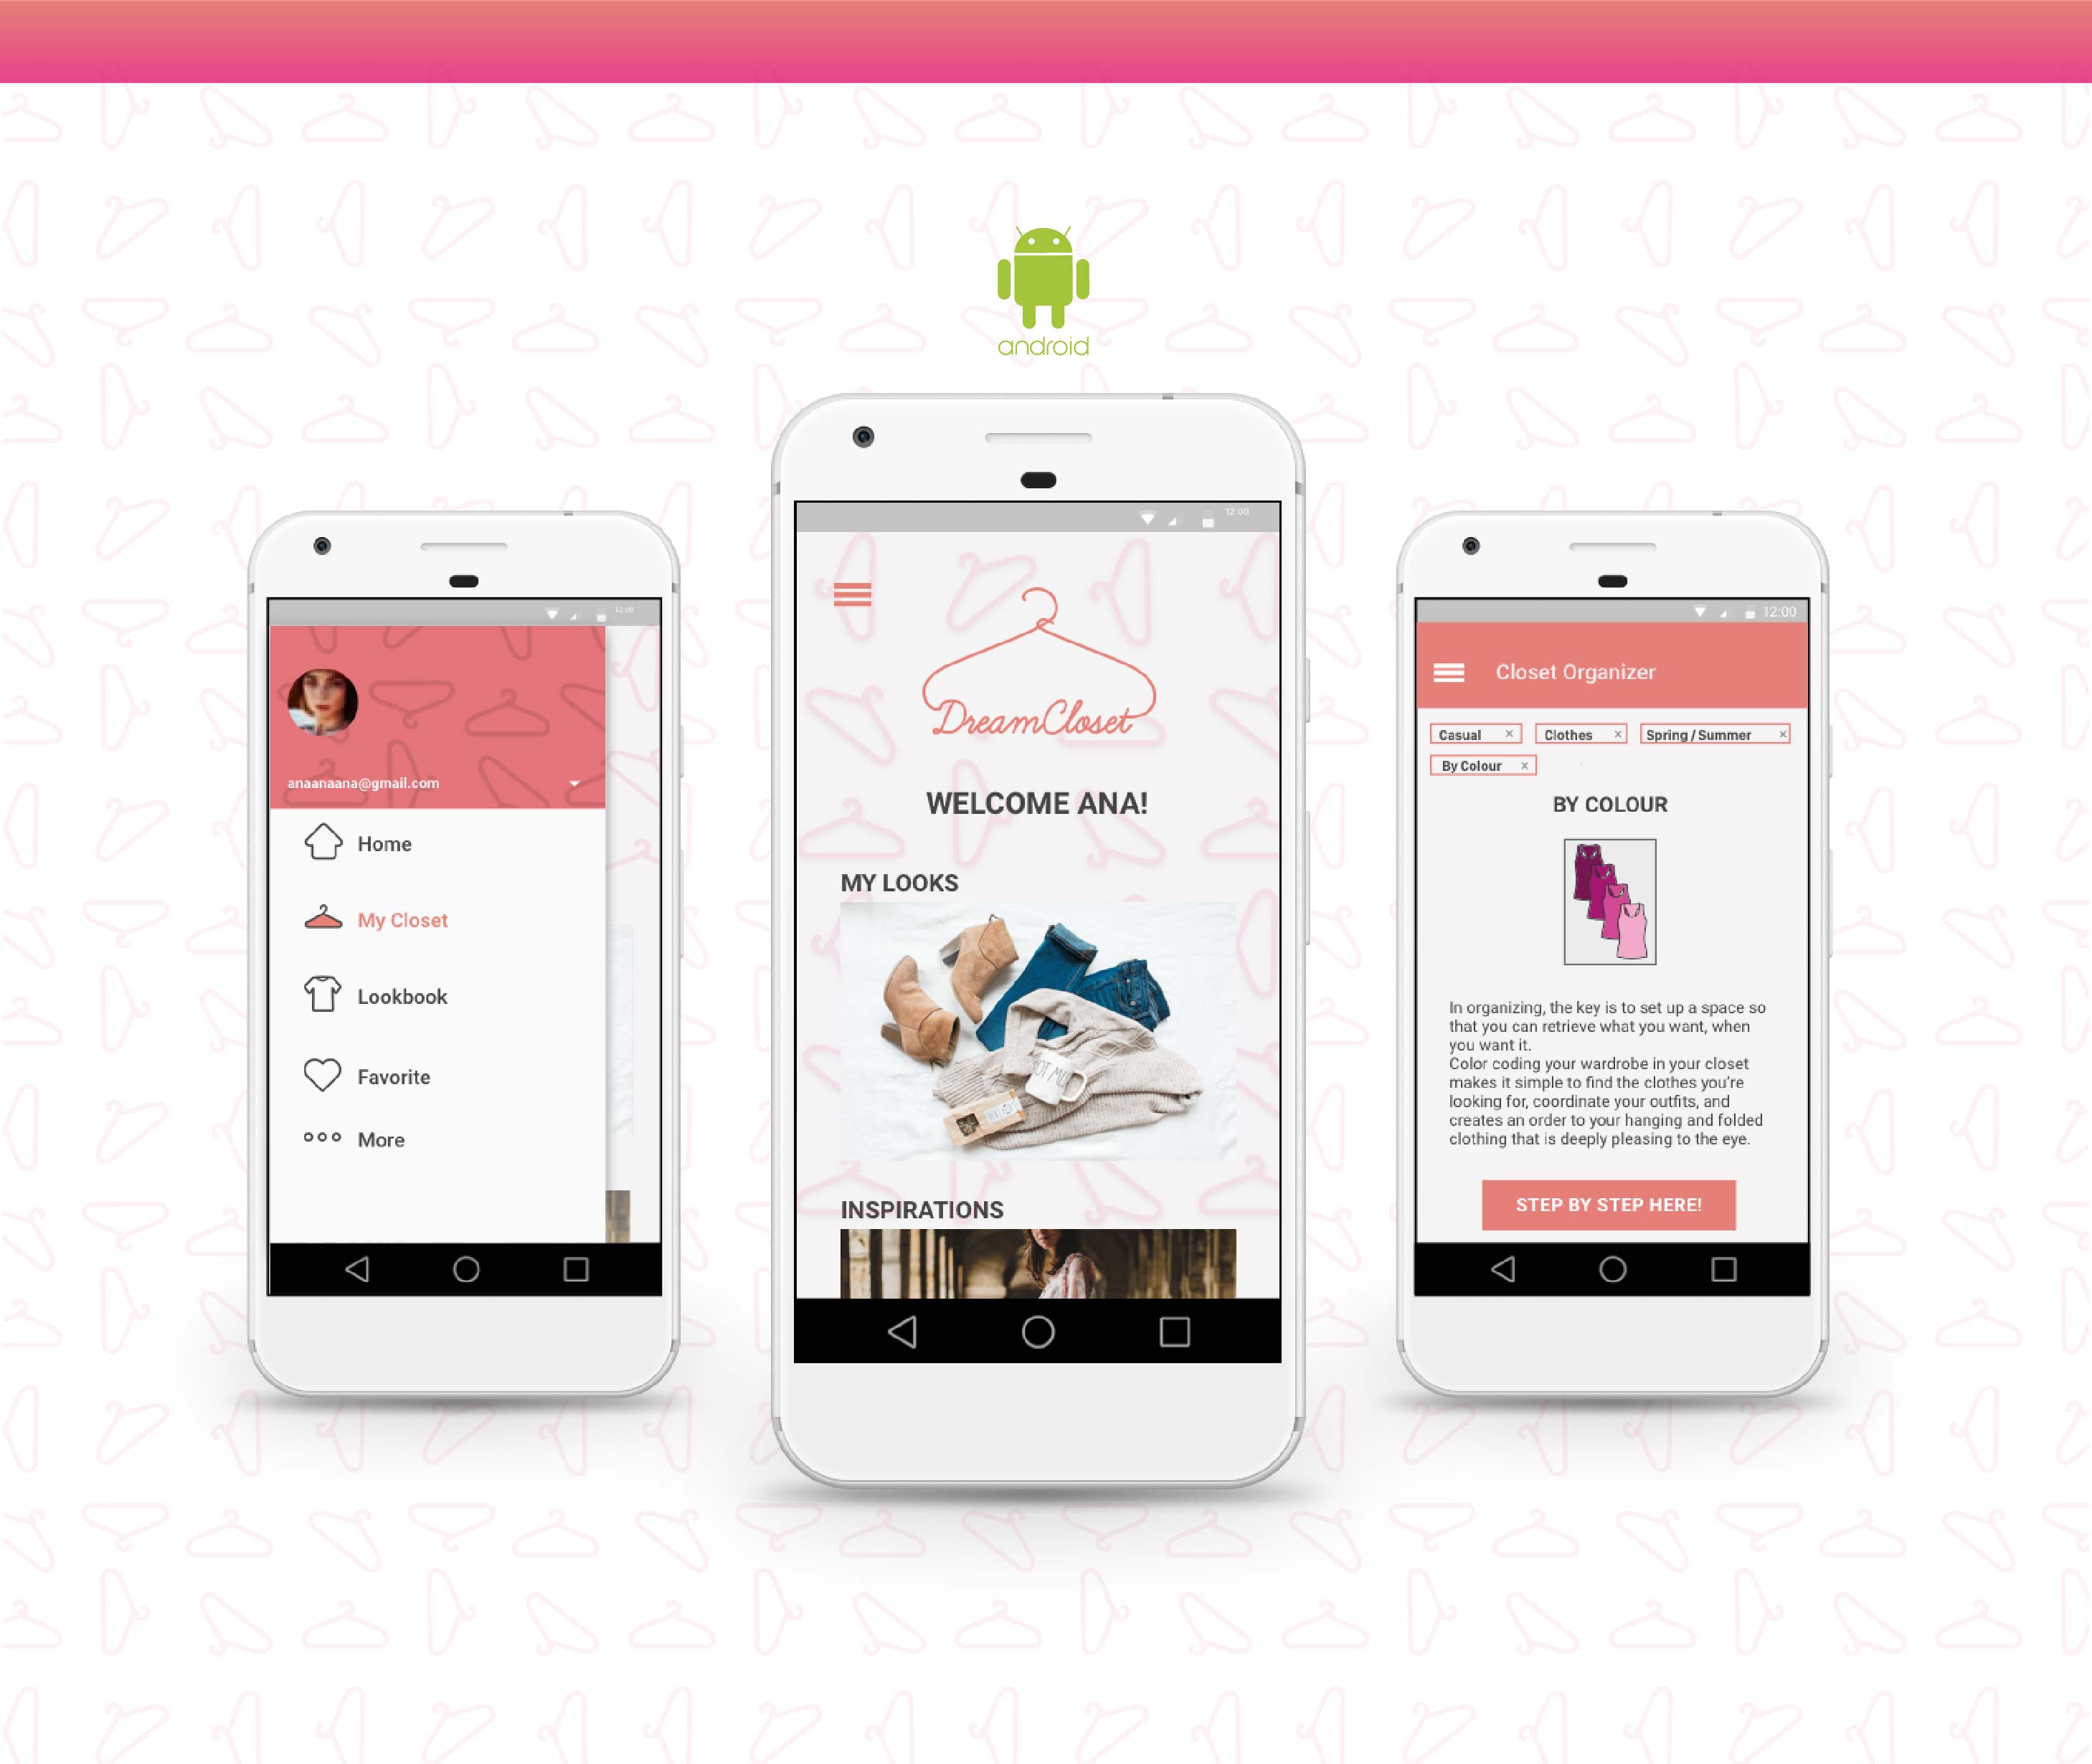 android
12:00
anaanaana@gmail.com
Home
My Closet
Lookbook
Favorite
More
12:00
DreamCloset
WELCOME ANA!
MY LOOKS
INSPIRATIONS
12:00
Closet Organizer
Casual × Clothes × Spring / Summer ×
By Colour ×
BY COLOUR
In organizing, the key is to set up a space so
that you can retrieve what you want, when
you want it.
Color coding your wardrobe in your closet
makes it simple to find the clothes you're
looking for, coordinate your outfits, and
creates an order to your hanging and folded
clothing that is deeply pleasing to the eye.
STEP BY STEP HERE!